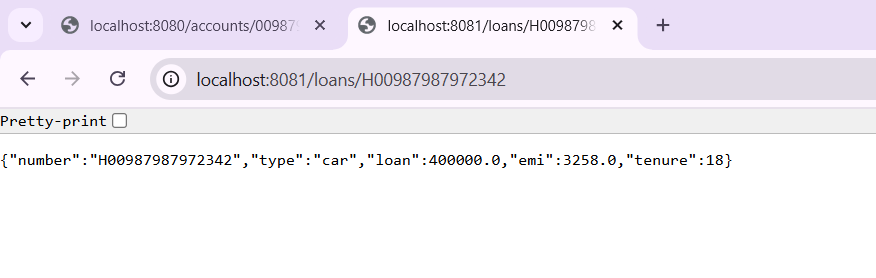 localhost:8080/accounts/00987
localhost:8081/loans/H0098798
localhost:8081/loans/H00987987972342
Pretty-print
{"number":"H00987987972342","type":"car","loan":400000.0,"emi":3258.0,"tenure":18}